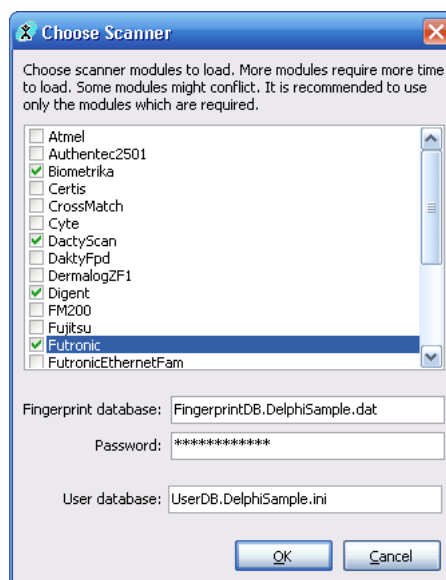 Choose Scanner
Choose scanner modules to load. More modules require more time
to load. Some modules might conflict. It is recommended to use
only the modules which are required.
Atmel
Authentec2501
Biometrika
Certis
CrossMatch
Cyte
DactyScan
DaktyFpd
DermalogZF1
Digent
FM200
Fujitsu
Futronic
FutronicEthernetFam
Fingerprint database: FingerprintDB.DelphiSample.dat
Password: ************
User database: UserDB.DelphiSample.ini
OK Cancel